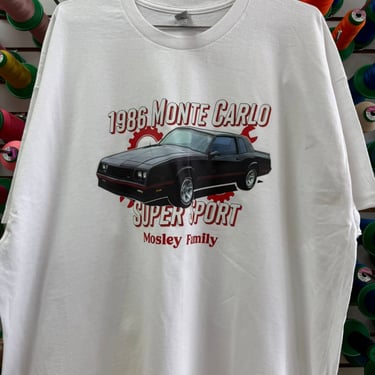 1986 MONTE CARLO
SUPER SPORT
Mosley Family